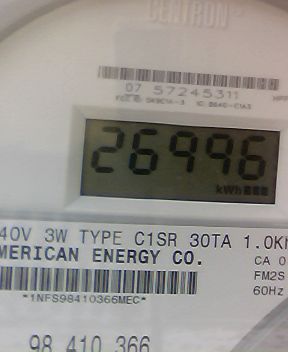 CENTRON
07 57245311
26996
kWh
40V 3W TYPE C1SR 30TA 1.0Kh
MERICAN ENERGY CO.
CA 0
FM2S
*1NFS98410366MEC*
60Hz
98 410 366